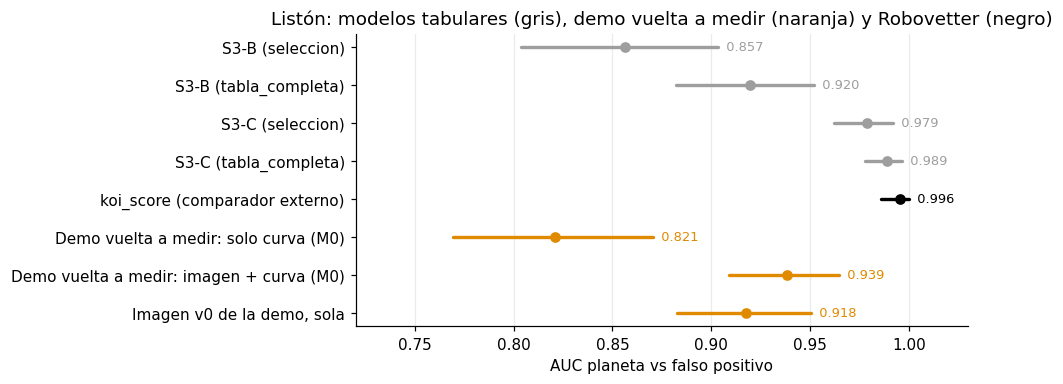 Listón: modelos tabulares (gris), demo vuelta a medir (naranja) y Robovetter (negro)
S3-B (seleccion) 0.857
S3-B (tabla_completa) 0.920
S3-C (seleccion) 0.979
S3-C (tabla_completa) 0.989
koi_score (comparador externo) 0.996
Demo vuelta a medir: solo curva (M0) 0.821
Demo vuelta a medir: imagen + curva (M0) 0.939
Imagen v0 de la demo, sola 0.918
0.75 0.80 0.85 0.90 0.95 1.00
AUC planeta vs falso positivo